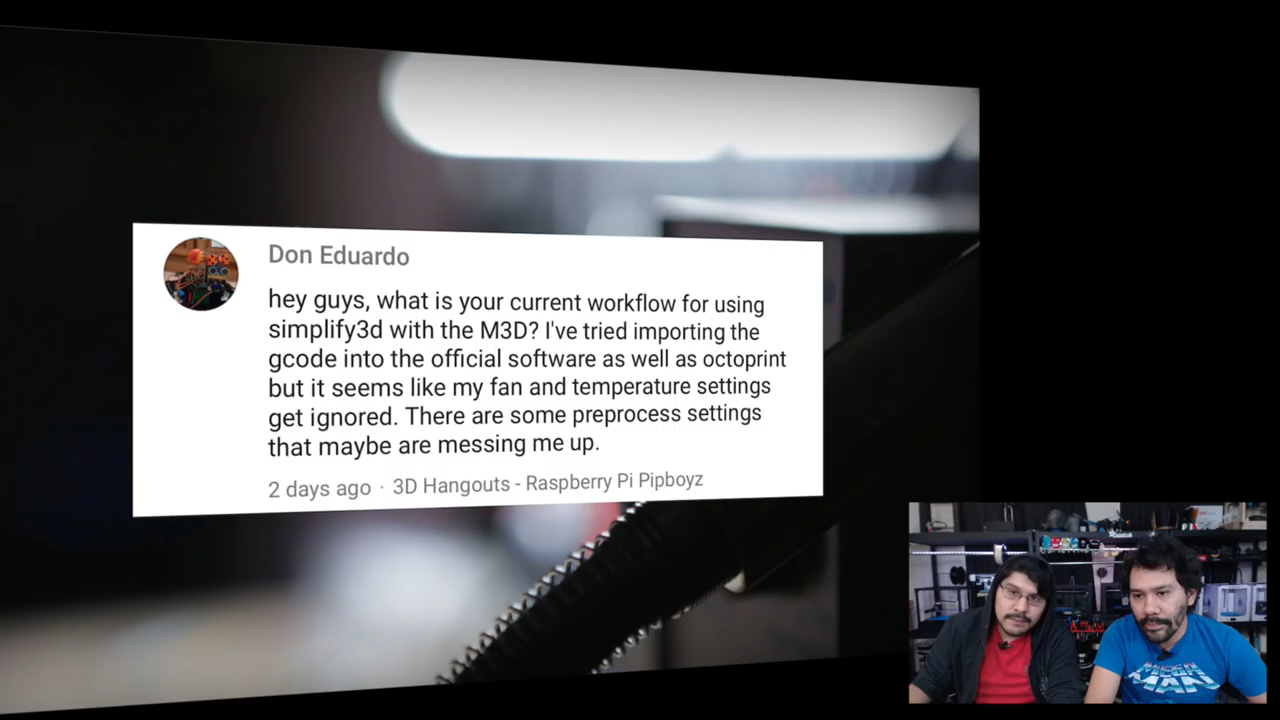 Don Eduardo
hey guys, what is your current workflow for using
simplify3d with the M3D? I've tried importing the
gcode into the official software as well as octoprint
but it seems like my fan and temperature settings
get ignored. There are some preprocess settings
that maybe are messing me up.
2 days ago · 3D Hangouts - Raspberry Pi Pipboyz
MEGA
MAN